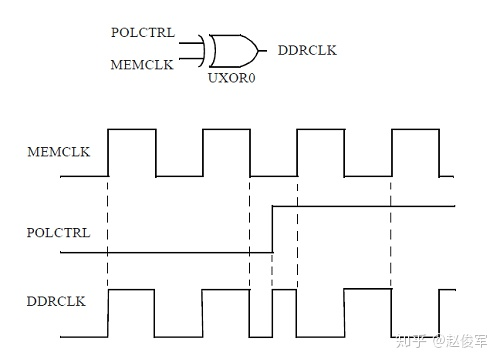 POLCTRL
DDRCLK
MEMCLK
UXOR0
MEMCLK
POLCTRL
DDRCLK
知乎 @赵俊军